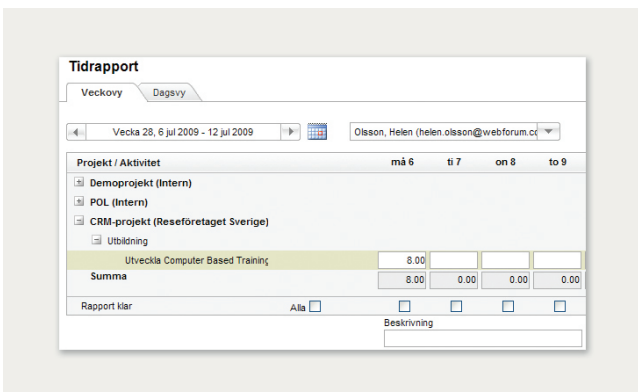 Tidrapport
Veckovy Dagsvy
Vecka 28, 6 jul 2009 - 12 jul 2009 Olsson, Helen (helen.olsson@webforum.co
Projekt / Aktivitet må 6 ti 7 on 8 to 9
Demoprojekt (Intern)
POL (Intern)
CRM-projekt (Reseföretaget Sverige)
Utbildning
Utveckla Computer Based Training 8.00
Summa 8.00 0.00 0.00 0.00
Rapport klar Alla
Beskrivning